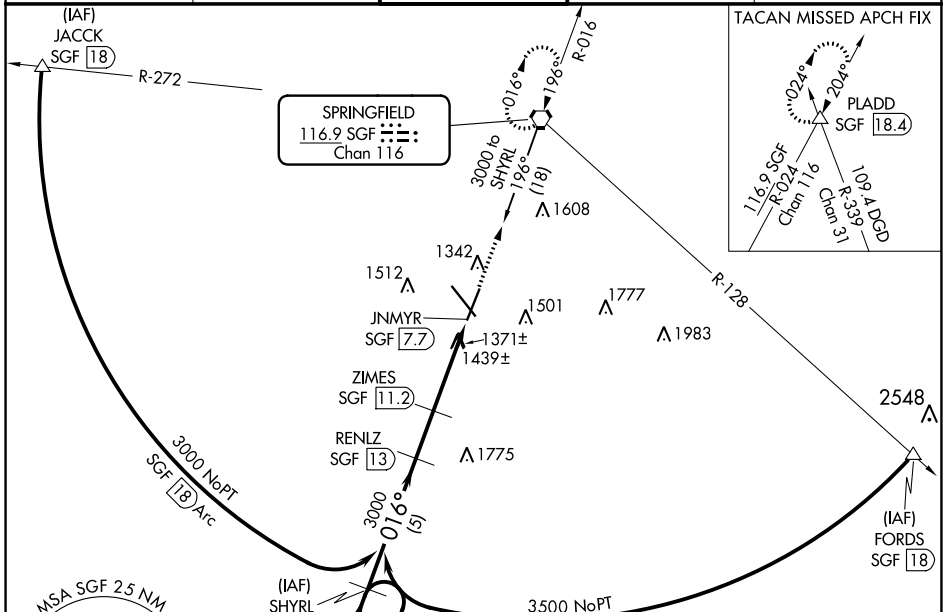 (IAF)
JACCK
SGF 18
R-272
SPRINGFIELD
116.9 SGF
Chan 116
016°
196°
R-016
3000 to
SHYRL
196°
(18)
TACAN MISSED APCH FIX
024°
204°
PLADD
SGF 18.4
116.9 SGF
R-024
Chan 116
109.4 DGD
R-339
Chan 31
1608
1342
1512
R-128
JNMYR
SGF 7.7
1501
1777
1983
1371±
1439±
ZIMES
SGF 11.2
2548
RENLZ
SGF 13
1775
3000 NoPT
SGF 18 Arc
3000
016°
(5)
(IAF)
FORDS
SGF 18
(IAF)
SHYRL
MSA SGF 25 NM
3500 NoPT